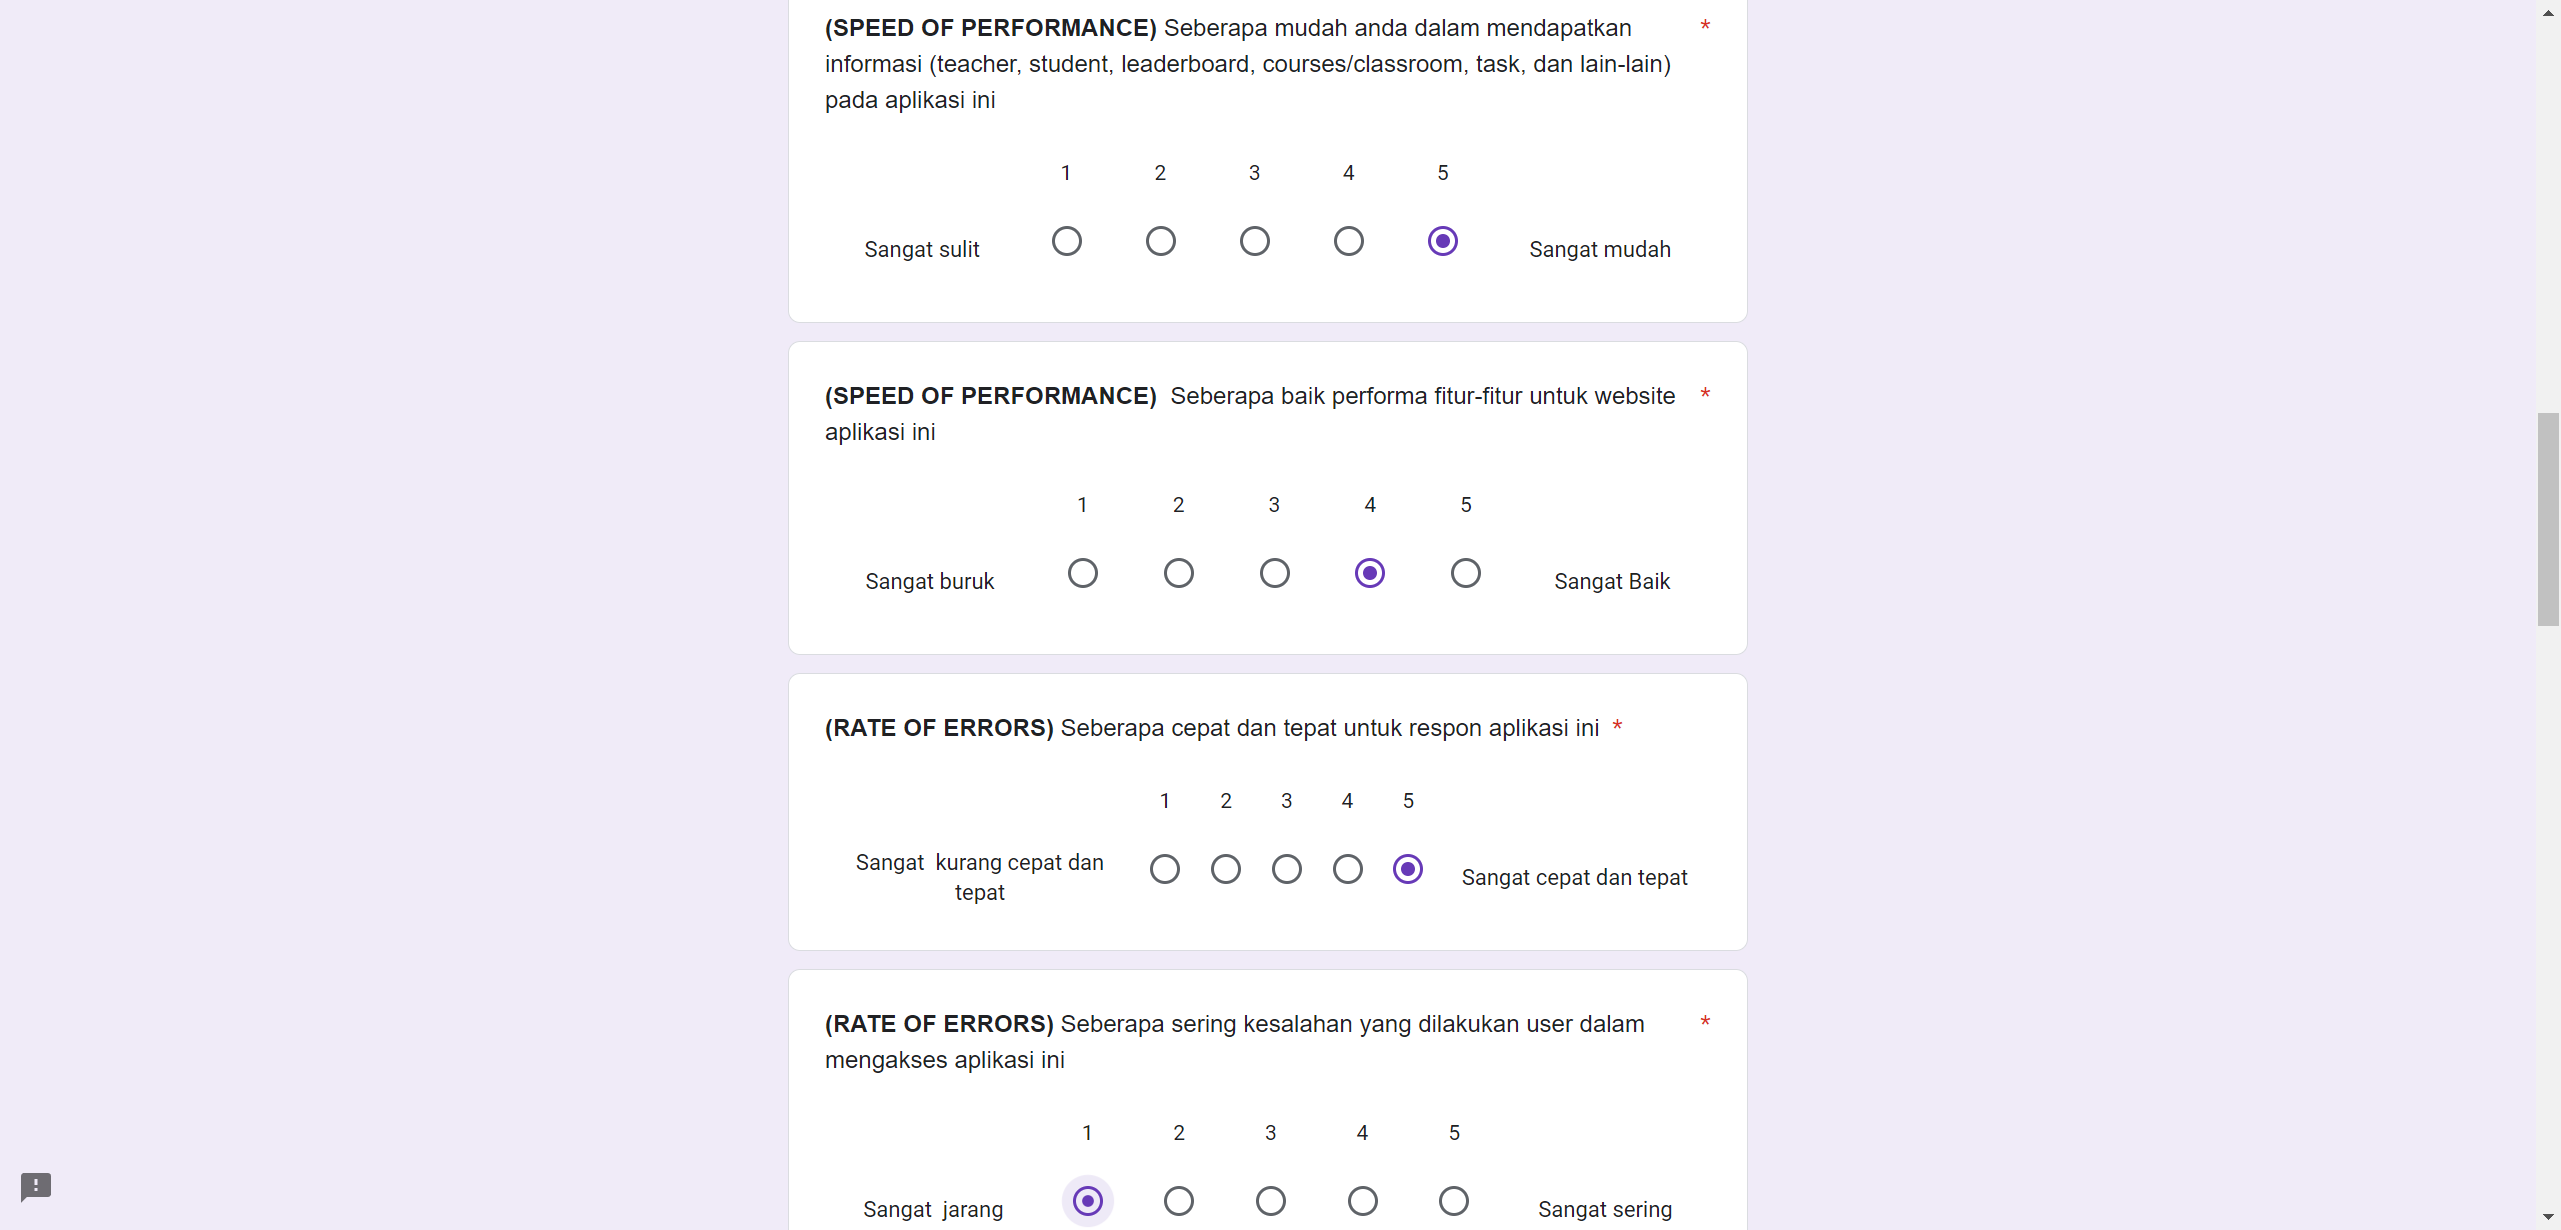 (SPEED OF PERFORMANCE) Seberapa mudah anda dalam mendapatkan *
informasi (teacher, student, leaderboard, courses/classroom, task, dan lain-lain)
pada aplikasi ini
1 2 3 4 5
Sangat sulit Sangat mudah
(SPEED OF PERFORMANCE)  Seberapa baik performa fitur-fitur untuk website *
aplikasi ini
1 2 3 4 5
Sangat buruk Sangat Baik
(RATE OF ERRORS) Seberapa cepat dan tepat untuk respon aplikasi ini *
1 2 3 4 5
Sangat  kurang cepat dan
tepat
Sangat cepat dan tepat
(RATE OF ERRORS) Seberapa sering kesalahan yang dilakukan user dalam *
mengakses aplikasi ini
1 2 3 4 5
Sangat  jarang Sangat sering